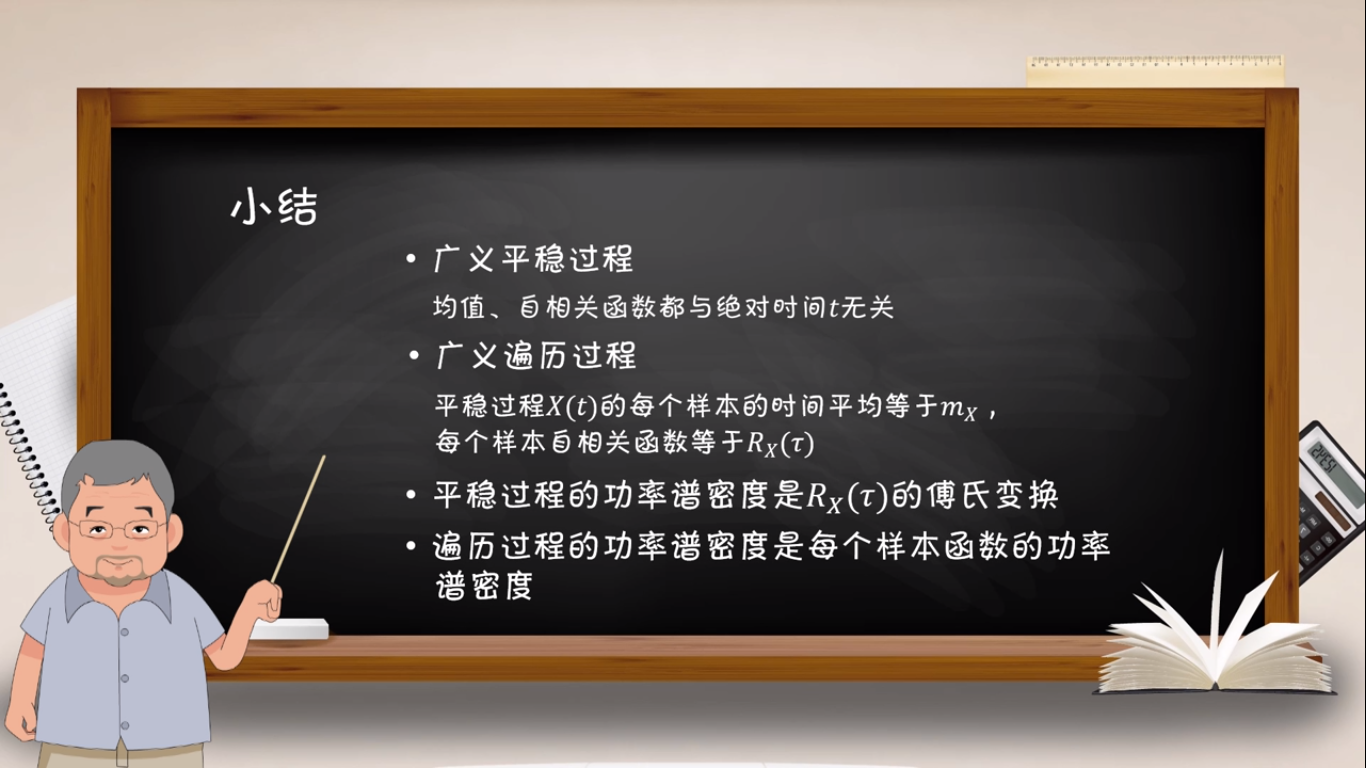 小结
• 广义平稳过程
均值、自相关函数都与绝对时间t无关
• 广义遍历过程
平稳过程X(t)的每个样本的时间平均等于m_X，
每个样本自相关函数等于R_X(τ)
• 平稳过程的功率谱密度是R_X(τ)的傅氏变换
• 遍历过程的功率谱密度是每个样本函数的功率
谱密度